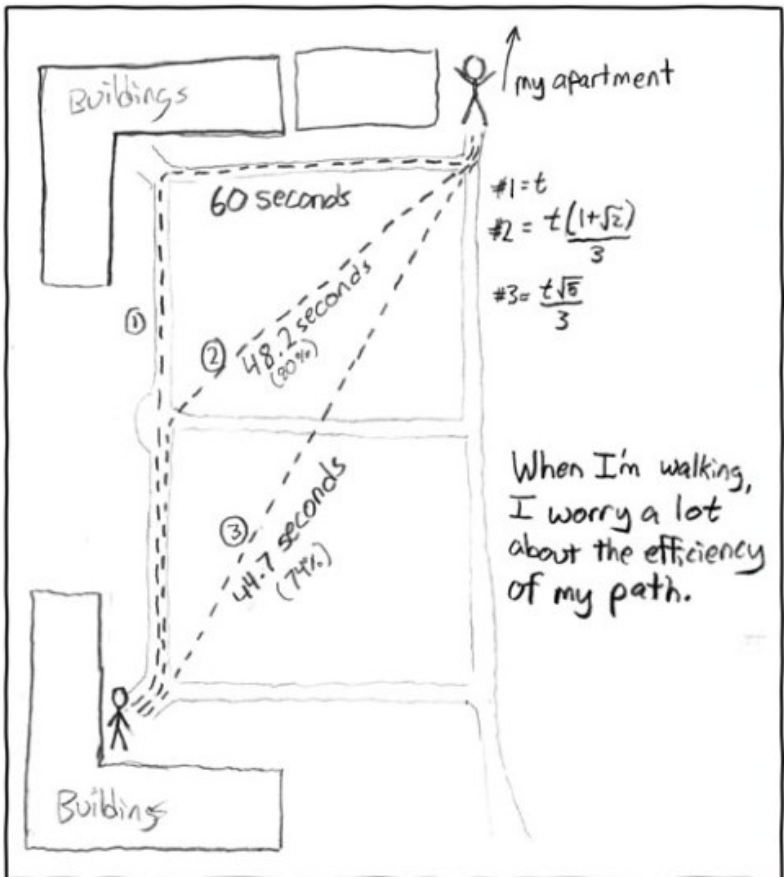 Buildings
my apartment
60 seconds
#1 = t
#2 = t(1+√2)
3
#3 = t√5
3
①
②
48.2 seconds
(80%)
When I'm walking,
I worry a lot
about the efficiency
of my path.
③
44.7 seconds
(74%)
Buildings